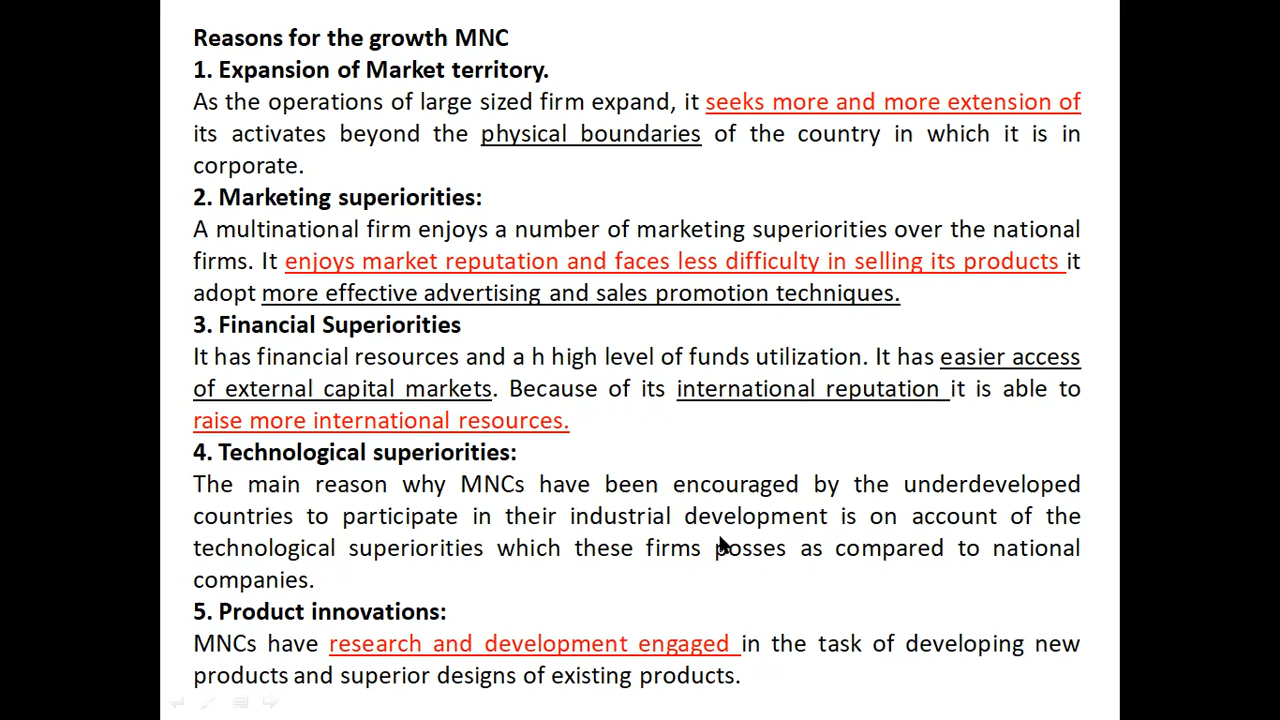 Reasons for the growth MNC
1. Expansion of Market territory.
As the operations of large sized firm expand, it seeks more and more extension of
its activates beyond the physical boundaries of the country in which it is in
corporate.
2. Marketing superiorities:
A multinational firm enjoys a number of marketing superiorities over the national
firms. It enjoys market reputation and faces less difficulty in selling its products it
adopt more effective advertising and sales promotion techniques.
3. Financial Superiorities
It has financial resources and a h high level of funds utilization. It has easier access
of external capital markets. Because of its international reputation it is able to
raise more international resources.
4. Technological superiorities:
The main reason why MNCs have been encouraged by the underdeveloped
countries to participate in their industrial development is on account of the
technological superiorities which these firms posses as compared to national
companies.
5. Product innovations:
MNCs have research and development engaged in the task of developing new
products and superior designs of existing products.